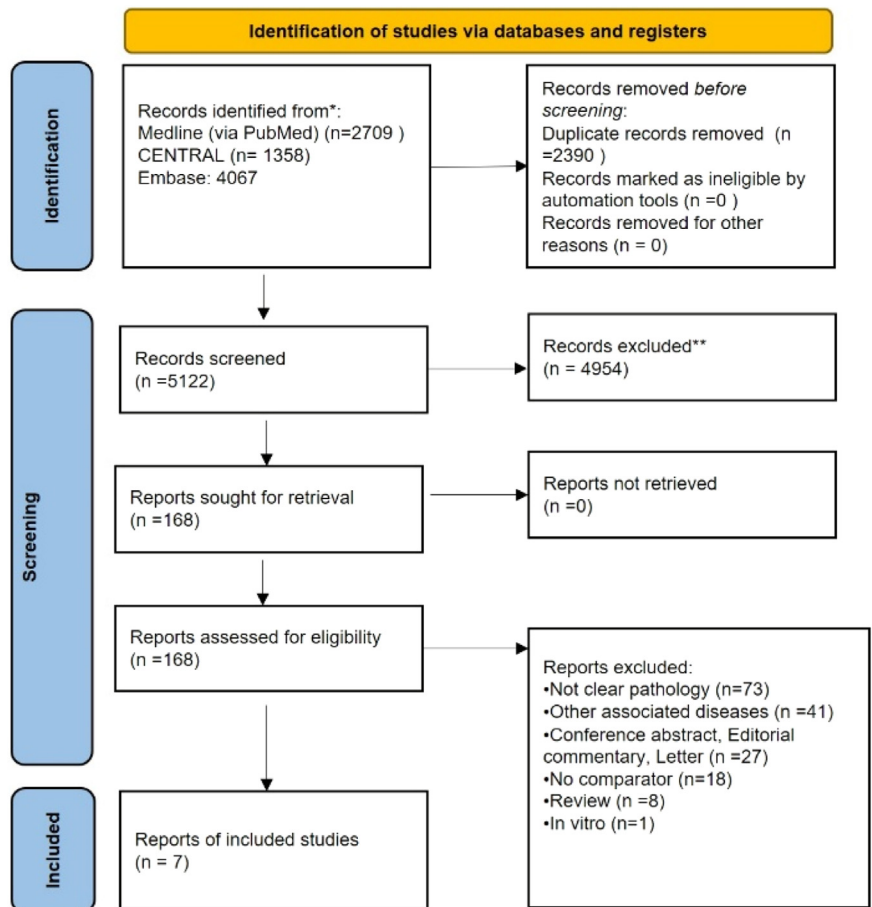 Identification of studies via databases and registers
Identification
Records identified from*:
Medline (via PubMed) (n=2709 )
CENTRAL (n= 1358)
Embase: 4067
Records removed before
screening:
Duplicate records removed (n
=2390 )
Records marked as ineligible by
automation tools (n =0 )
Records removed for other
reasons (n = 0)
Screening
Records screened
(n =5122)
Records excluded**
(n = 4954)
Reports sought for retrieval
(n =168)
Reports not retrieved
(n =0)
Reports assessed for eligibility
(n =168)
Reports excluded:
•Not clear pathology (n=73)
•Other associated diseases (n =41)
•Conference abstract, Editorial
commentary, Letter (n =27)
•No comparator (n=18)
•Review (n =8)
•In vitro (n=1)
Included
Reports of included studies
(n = 7)